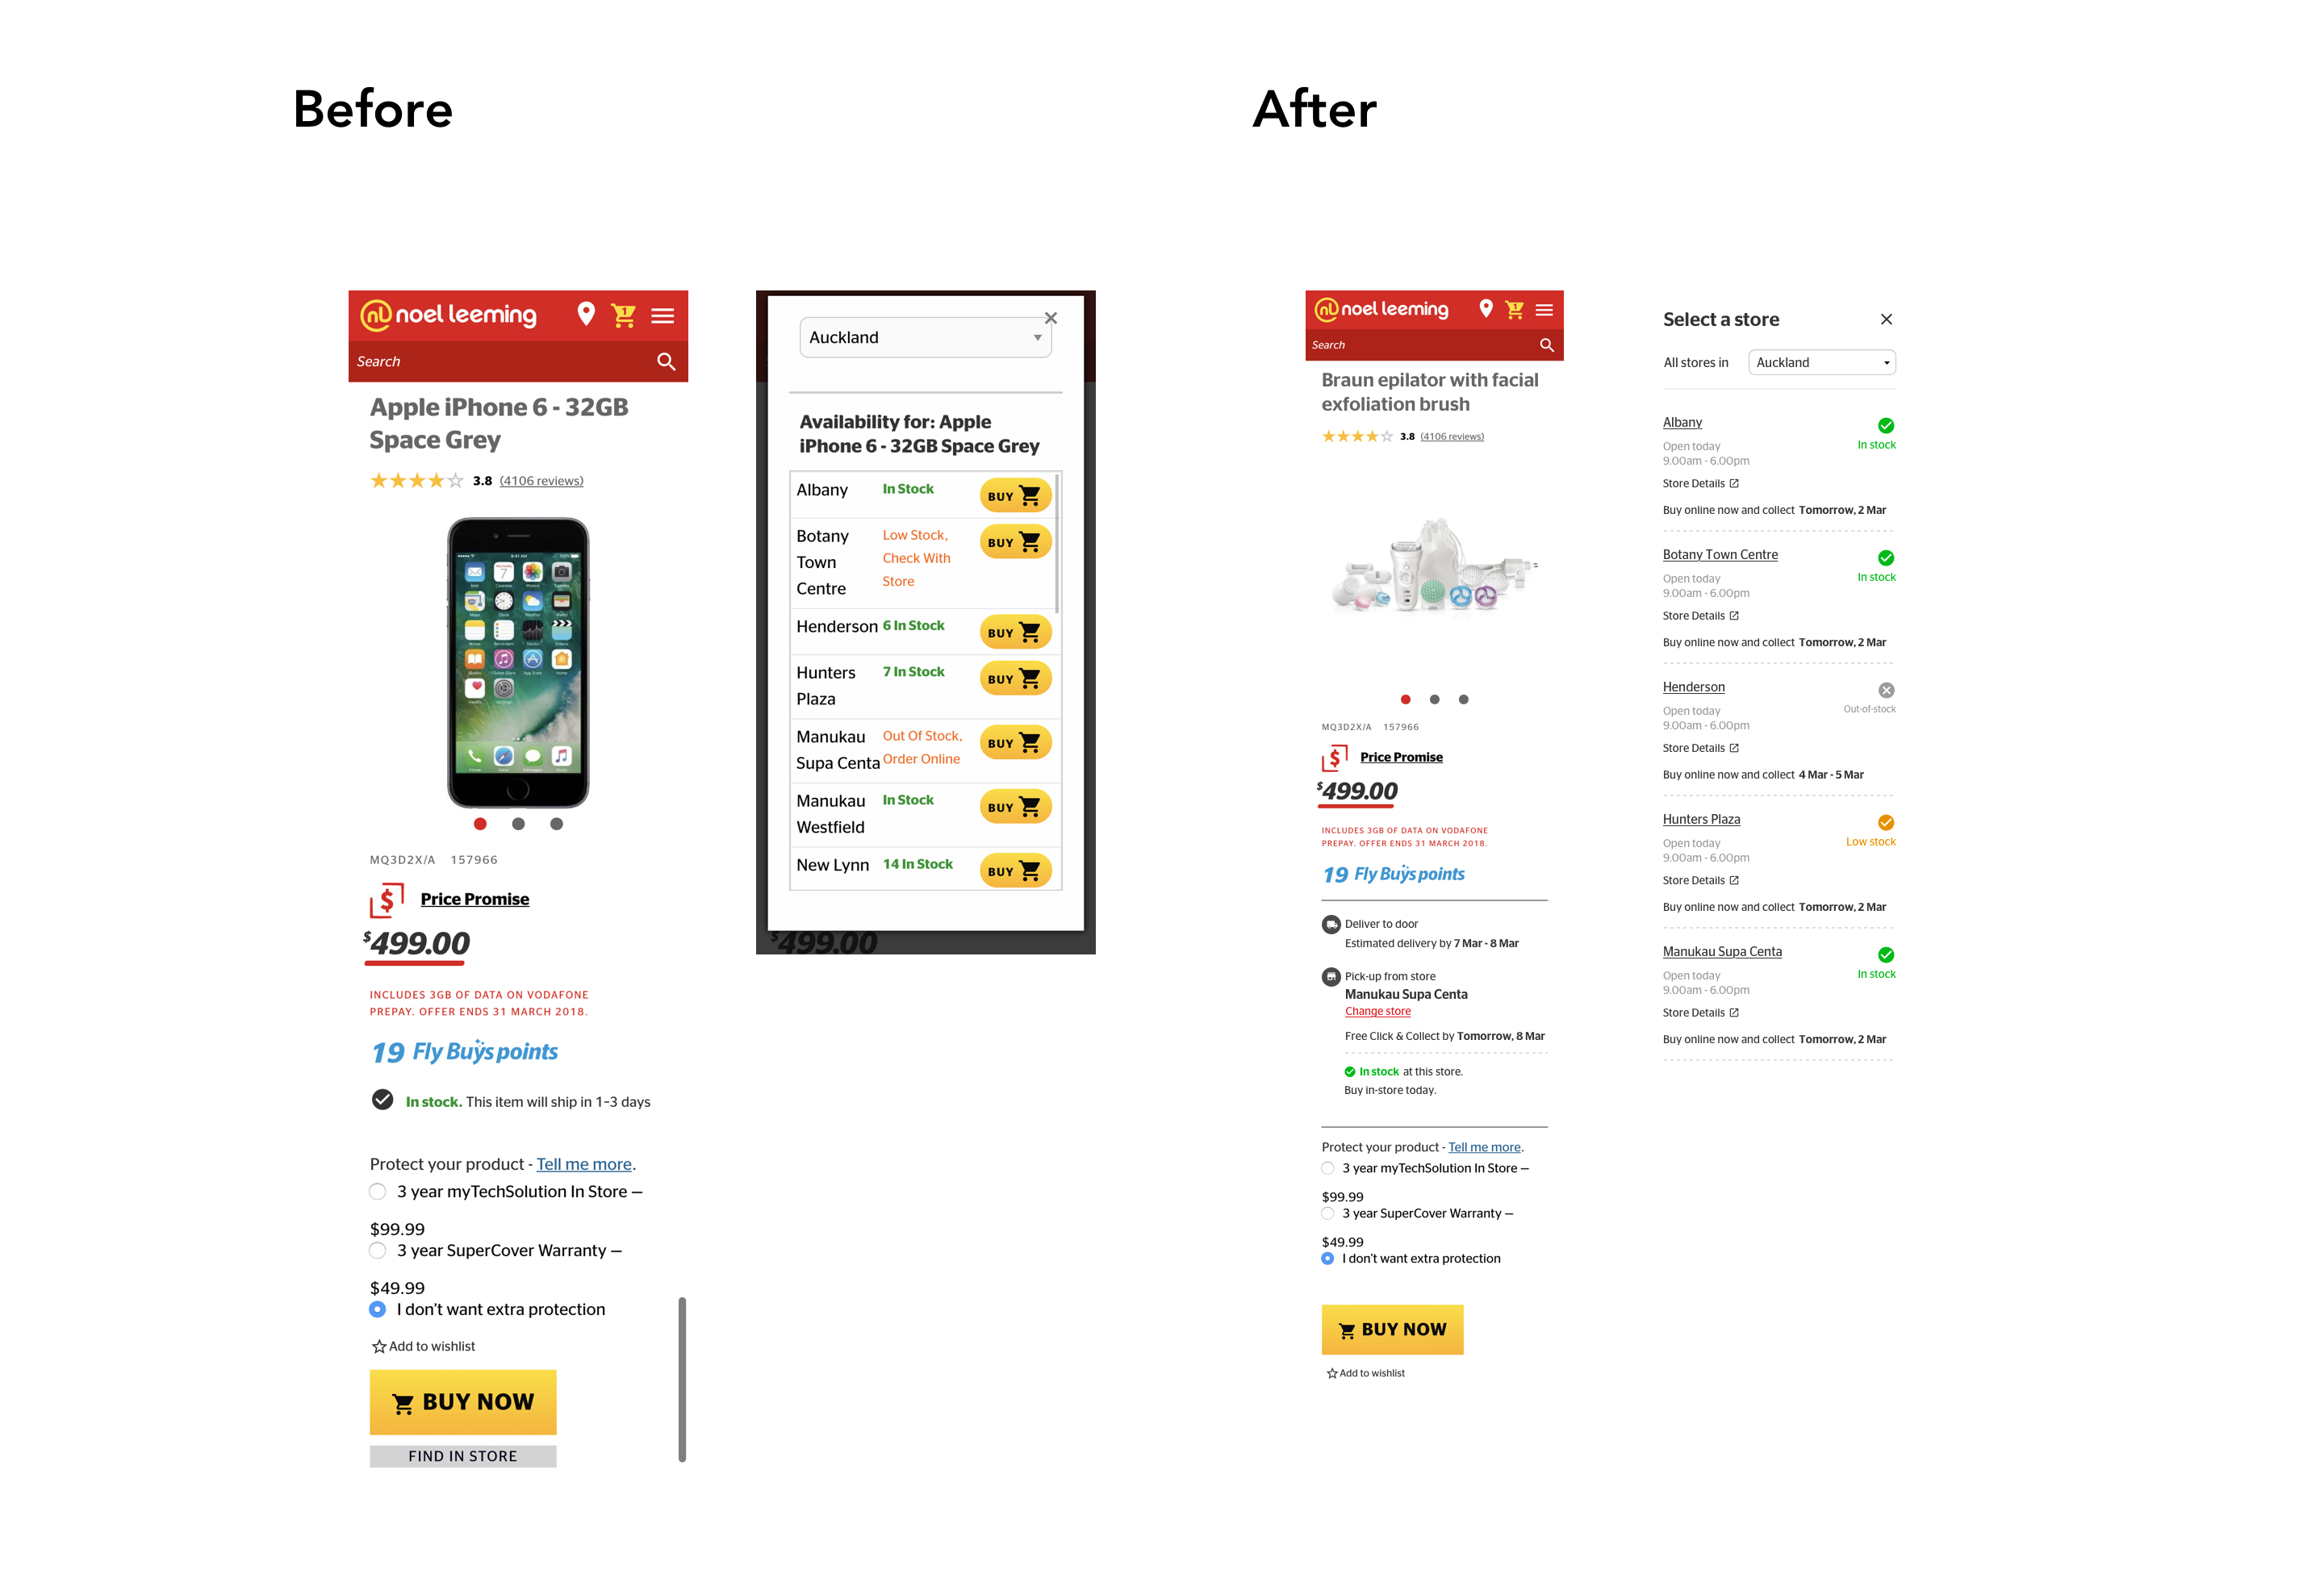 Before
After
noel leeming
1
Search
Apple iPhone 6 - 32GB
Space Grey
3.8 (4106 reviews)
MQ3D2X/A 157966
$ Price Promise
$499.00
INCLUDES 3GB OF DATA ON VODAFONE
PREPAY. OFFER ENDS 31 MARCH 2018.
19 Fly Buys points
In stock. This item will ship in 1-3 days
Protect your product - Tell me more.
3 year myTechSolution In Store –
$99.99
3 year SuperCover Warranty –
$49.99
I don't want extra protection
Add to wishlist
BUY NOW
FIND IN STORE
Auckland
Availability for: Apple
iPhone 6 - 32GB Space Grey
Albany In Stock BUY
Botany Town Centre Low Stock, Check With Store BUY
Henderson 6 In Stock BUY
Hunters Plaza 7 In Stock BUY
Manukau Supa Centa Out Of Stock, Order Online BUY
Manukau Westfield In Stock BUY
New Lynn 14 In Stock BUY
$499.00
noel leeming
1
Search
Braun epilator with facial
exfoliation brush
3.8 (4106 reviews)
MQ3D2X/A 157966
$ Price Promise
$499.00
INCLUDES 3GB OF DATA ON VODAFONE
PREPAY. OFFER ENDS 31 MARCH 2018.
19 Fly Buys points
Deliver to door
Estimated delivery by 7 Mar - 8 Mar
Pick-up from store
Manukau Supa Centa
Change store
Free Click & Collect by Tomorrow, 8 Mar
In stock at this store.
Buy in-store today.
Protect your product - Tell me more.
3 year myTechSolution In Store –
$99.99
3 year SuperCover Warranty –
$49.99
I don't want extra protection
BUY NOW
Add to wishlist
Select a store
All stores in Auckland
Albany
Open today In stock
9.00am - 6.00pm
Store Details
Buy online now and collect Tomorrow, 2 Mar
Botany Town Centre
Open today In stock
9.00am - 6.00pm
Store Details
Buy online now and collect Tomorrow, 2 Mar
Henderson
Open today Out-of-stock
9.00am - 6.00pm
Store Details
Buy online now and collect 4 Mar - 5 Mar
Hunters Plaza
Open today Low stock
9.00am - 6.00pm
Store Details
Buy online now and collect Tomorrow, 2 Mar
Manukau Supa Centa
Open today In stock
9.00am - 6.00pm
Store Details
Buy online now and collect Tomorrow, 2 Mar